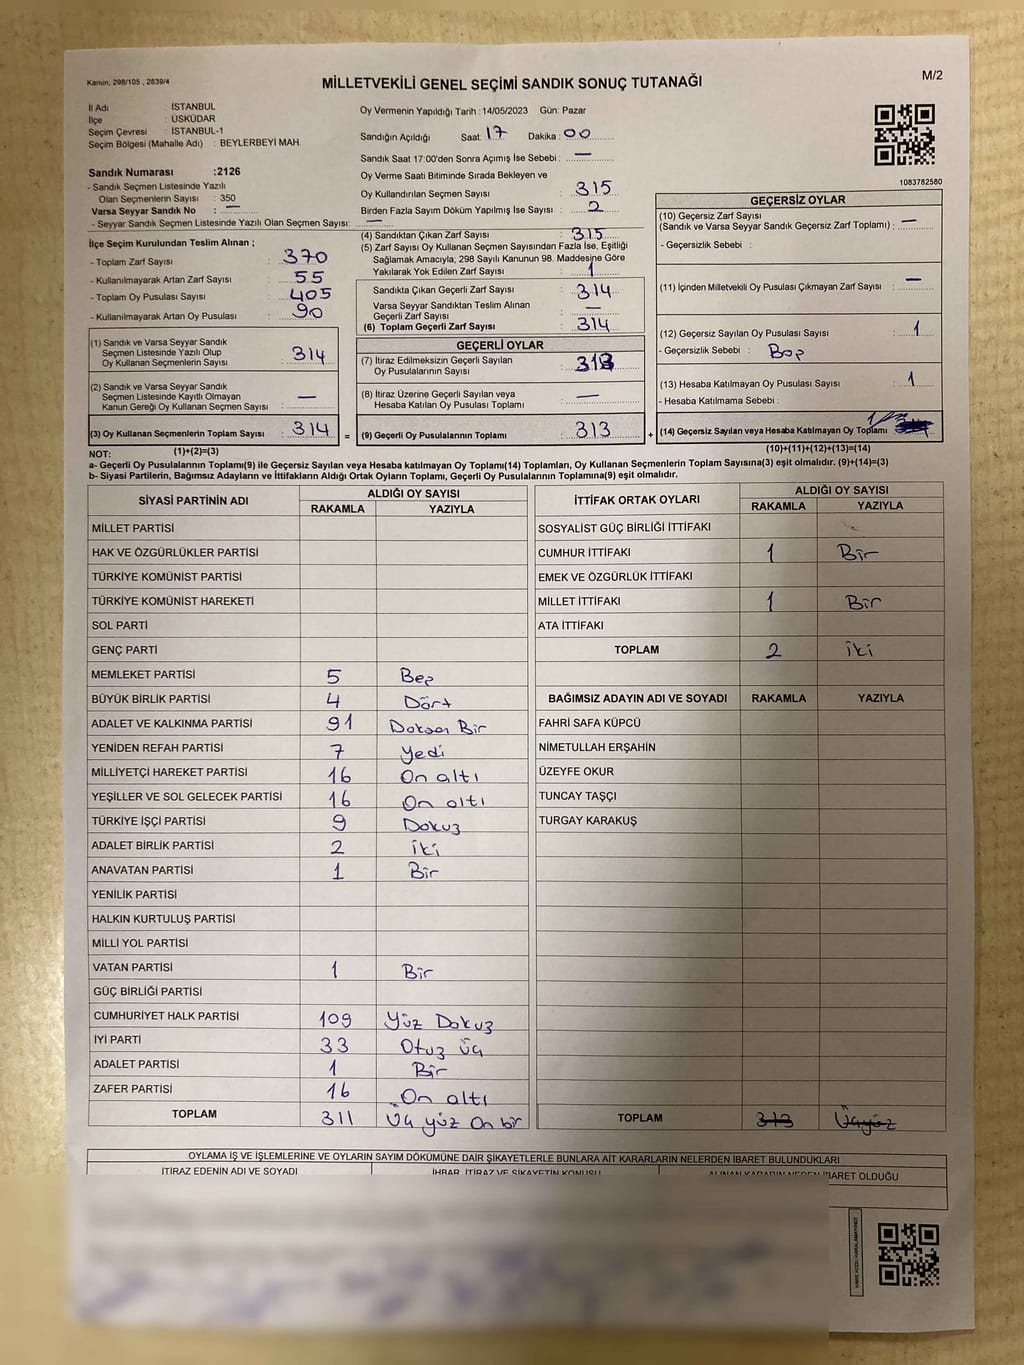 Kanun, 298/105 , 2839/4
MİLLETVEKİLİ GENEL SEÇİMİ SANDIK SONUÇ TUTANAĞI
M/2
İl Adı : İSTANBUL
İlçe : ÜSKÜDAR
Seçim Çevresi : İSTANBUL-1
Seçim Bölgesi (Mahalle Adı) : BEYLERBEYİ MAH.
Sandık Numarası :2126
- Sandık Seçmen Listesinde Yazılı
Olan Seçmenlerin Sayısı : 350
Varsa Seyyar Sandık No : —
- Seyyar Sandık Seçmen Listesinde Yazılı Olan Seçmen Sayısı: —
İlçe Seçim Kurulundan Teslim Alınan ;
- Toplam Zarf Sayısı : 370
- Kullanılmayarak Artan Zarf Sayısı : 55
- Toplam Oy Pusulası Sayısı : 405
- Kullanılmayarak Artan Oy Pusulası : 90
(1) Sandık ve Varsa Seyyar Sandık
Seçmen Listesinde Yazılı Olup
Oy Kullanan Seçmenlerin Sayısı : 314
(2) Sandık ve Varsa Seyyar Sandık
Seçmen Listesinde Kayıtlı Olmayan
Kanun Gereği Oy Kullanan Seçmen Sayısı : —
(3) Oy Kullanan Seçmenlerin Toplam Sayısı : 314
(1)+(2)=(3)
Oy Vermenin Yapıldığı Tarih : 14/05/2023 Gün: Pazar
Sandığın Açıldığı Saat: 17 Dakika : 00
Sandık Saat 17:00'den Sonra Açımış İse Sebebi : —
Oy Verme Saati Bitiminde Sırada Bekleyen ve
Oy Kullandırılan Seçmen Sayısı : 315
Birden Fazla Sayım Döküm Yapılmış İse Sayısı : 2
(4) Sandıktan Çıkan Zarf Sayısı : 315
(5) Zarf Sayısı Oy Kullanan Seçmen Sayısından Fazla İse, Eşitliği
Sağlamak Amacıyla; 298 Sayılı Kanunun 98. Maddesine Göre
Yakılarak Yok Edilen Zarf Sayısı : 1
Sandıkta Çıkan Geçerli Zarf Sayısı : 314
Varsa Seyyar Sandıktan Teslim Alınan
Geçerli Zarf Sayısı : —
(6) Toplam Geçerli Zarf Sayısı : 314
GEÇERLİ OYLAR
(7) İtiraz Edilmeksizin Geçerli Sayılan
Oy Pusulalarının Sayısı : 313
(8) İtiraz Üzerine Geçerli Sayılan veya
Hesaba Katılan Oy Pusulası Toplamı : —
= (9) Geçerli Oy Pusulalarının Toplamı : 313 +
1083782580
GEÇERSİZ OYLAR
(10) Geçersiz Zarf Sayısı
(Sandık ve Varsa Seyyar Sandık Geçersiz Zarf Toplamı) : —
- Geçersizlik Sebebi :
(11) İçinden Milletvekili Oy Pusulası Çıkmayan Zarf Sayısı : —
(12) Geçersiz Sayılan Oy Pusulası Sayısı : 1
- Geçersizlik Sebebi : Boş
(13) Hesaba Katılmayan Oy Pusulası Sayısı : 1
- Hesaba Katılmama Sebebi :
(14) Geçersiz Sayılan veya Hesaba Katılmayan Oy Toplamı
(10)+(11)+(12)+(13)=(14)
NOT:
a- Geçerli Oy Pusulalarının Toplamı(9) ile Geçersiz Sayılan veya Hesaba katılmayan Oy Toplamı(14) Toplamları, Oy Kullanan Seçmenlerin Toplam Sayısına(3) eşit olmalıdır. (9)+(14)=(3)
b- Siyasi Partilerin, Bağımsız Adayların ve İttifakların Aldığı Ortak Oyların Toplamı, Geçerli Oy Pusulalarının Toplamına(9) eşit olmalıdır.
SİYASİ PARTİNİN ADI ALDIĞI OY SAYISI
RAKAMLA YAZIYLA
MİLLET PARTİSİ
HAK VE ÖZGÜRLÜKLER PARTİSİ
TÜRKİYE KOMÜNİST PARTİSİ
TÜRKİYE KOMÜNİST HAREKETİ
SOL PARTİ
GENÇ PARTİ
MEMLEKET PARTİSİ 5 Beş
BÜYÜK BİRLİK PARTİSİ 4 Dört
ADALET VE KALKINMA PARTİSİ 91 Doksan Bir
YENİDEN REFAH PARTİSİ 7 Yedi
MİLLİYETÇİ HAREKET PARTİSİ 16 On altı
YEŞİLLER VE SOL GELECEK PARTİSİ 16 On altı
TÜRKİYE İŞÇİ PARTİSİ 9 Dokuz
ADALET BİRLİK PARTİSİ 2 iki
ANAVATAN PARTİSİ 1 Bir
YENİLİK PARTİSİ
HALKIN KURTULUŞ PARTİSİ
MİLLİ YOL PARTİSİ
VATAN PARTİSİ 1 Bir
GÜÇ BİRLİĞİ PARTİSİ
CUMHURİYET HALK PARTİSİ 109 Yüz Dokuz
İYİ PARTİ 33 Otuz üç
ADALET PARTİSİ 1 Bir
ZAFER PARTİSİ 16 On altı
TOPLAM 311 Üç yüz On bir
İTTİFAK ORTAK OYLARI ALDIĞI OY SAYISI
RAKAMLA YAZIYLA
SOSYALİST GÜÇ BİRLİĞİ İTTİFAKI
CUMHUR İTTİFAKI 1 Bir
EMEK VE ÖZGÜRLÜK İTTİFAKI
MİLLET İTTİFAKI 1 Bir
ATA İTTİFAKI
TOPLAM 2 iki
BAĞIMSIZ ADAYIN ADI VE SOYADI RAKAMLA YAZIYLA
FAHRİ SAFA KÜPCÜ
NİMETULLAH ERŞAHİN
ÜZEYFE OKUR
TUNCAY TAŞÇI
TURGAY KARAKUŞ
TOPLAM 313 Üçyüz
OYLAMA İŞ VE İŞLEMLERİNE VE OYLARIN SAYIM DÖKÜMÜNE DAİR ŞİKAYETLERLE BUNLARA AİT KARARLARIN NELERDEN İBARET BULUNDUKLARI
İTİRAZ EDENİN ADI VE SOYADI İHBAR, İTİRAZ VE ŞİKAYETİN KONUSU ALINAN KARARIN NEDEN İBARET OLDUĞU